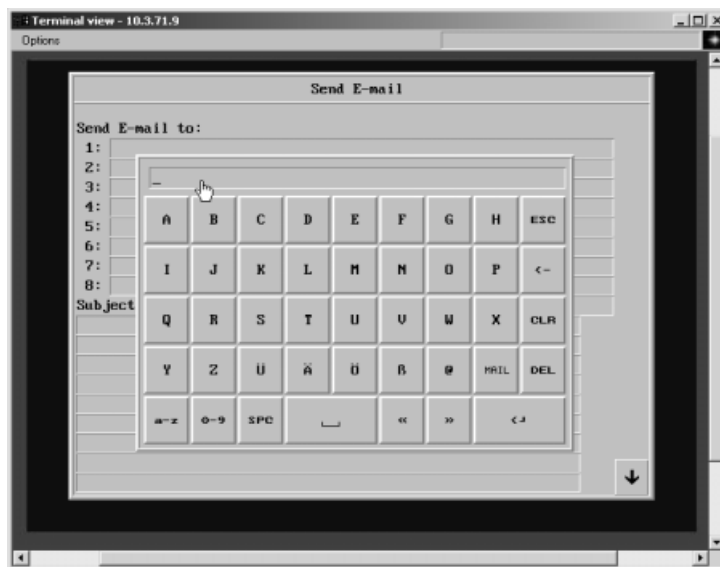 Terminal view - 10.3.71.9
Options
Send E-mail
Send E-mail to:
1:
2:
3:
4:
5:
6:
7:
8:
Subject
_
A B C D E F G H ESC
I J K L M N O P <-
Q R S T U V W X CLR
Y Z Ü Ä Ö ß @ MAIL DEL
a-z 0-9 SPC ⎵ « » ↵